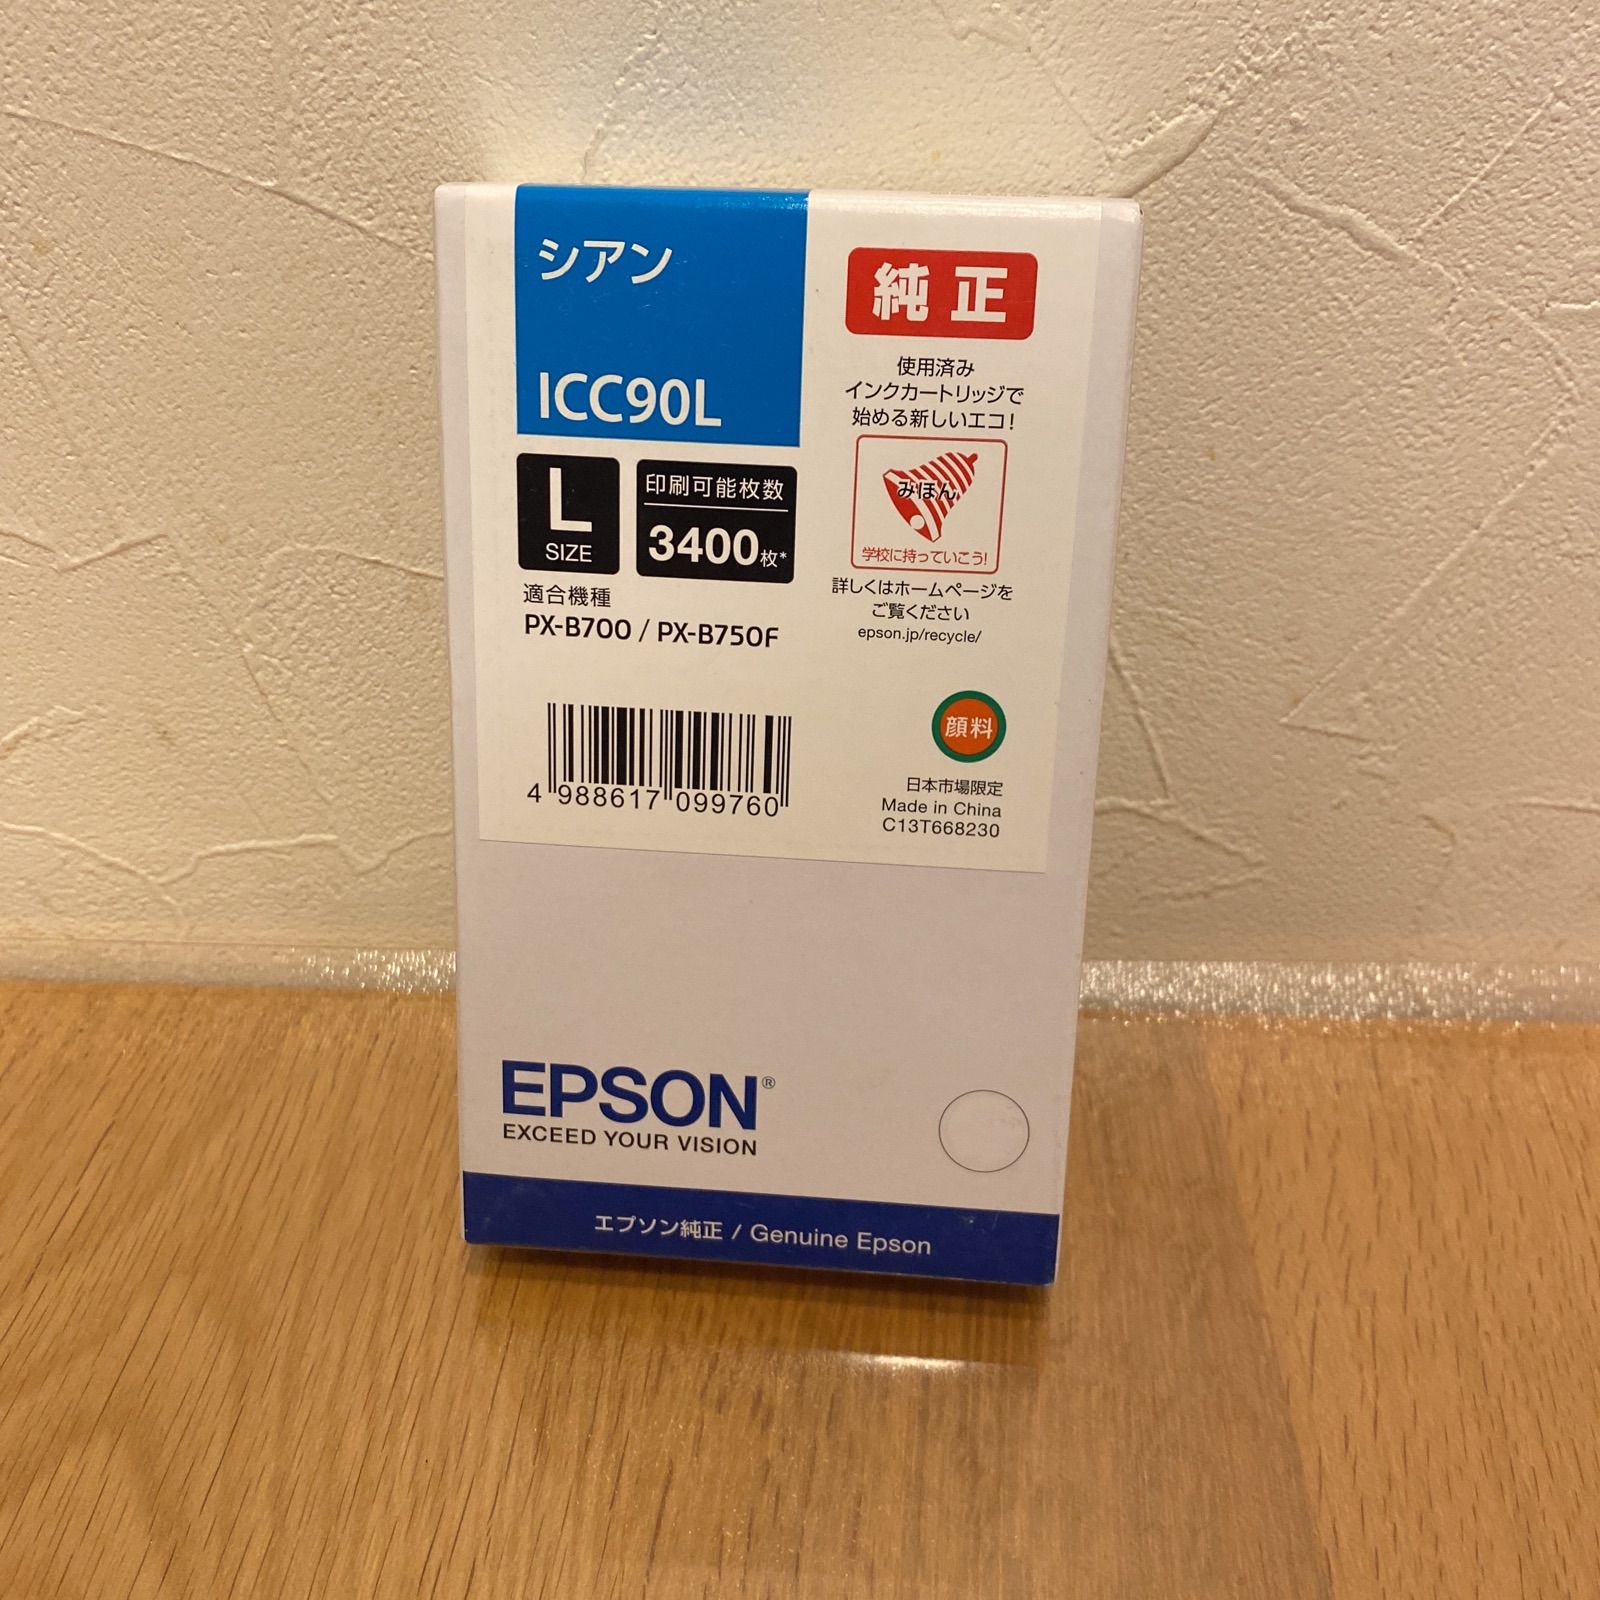 シアン
ICC90L
L
SIZE
印刷可能枚数
3400枚*
適合機種
PX-B700 / PX-B750F
4 988617 099760
純正
使用済み
インクカートリッジで
始める新しいエコ!
みほん
学校に持っていこう!
詳しくはホームページを
ご覧ください
epson.jp/recycle/
顔料
日本市場限定
Made in China
C13T668230
EPSON®
EXCEED YOUR VISION
エプソン純正 / Genuine Epson